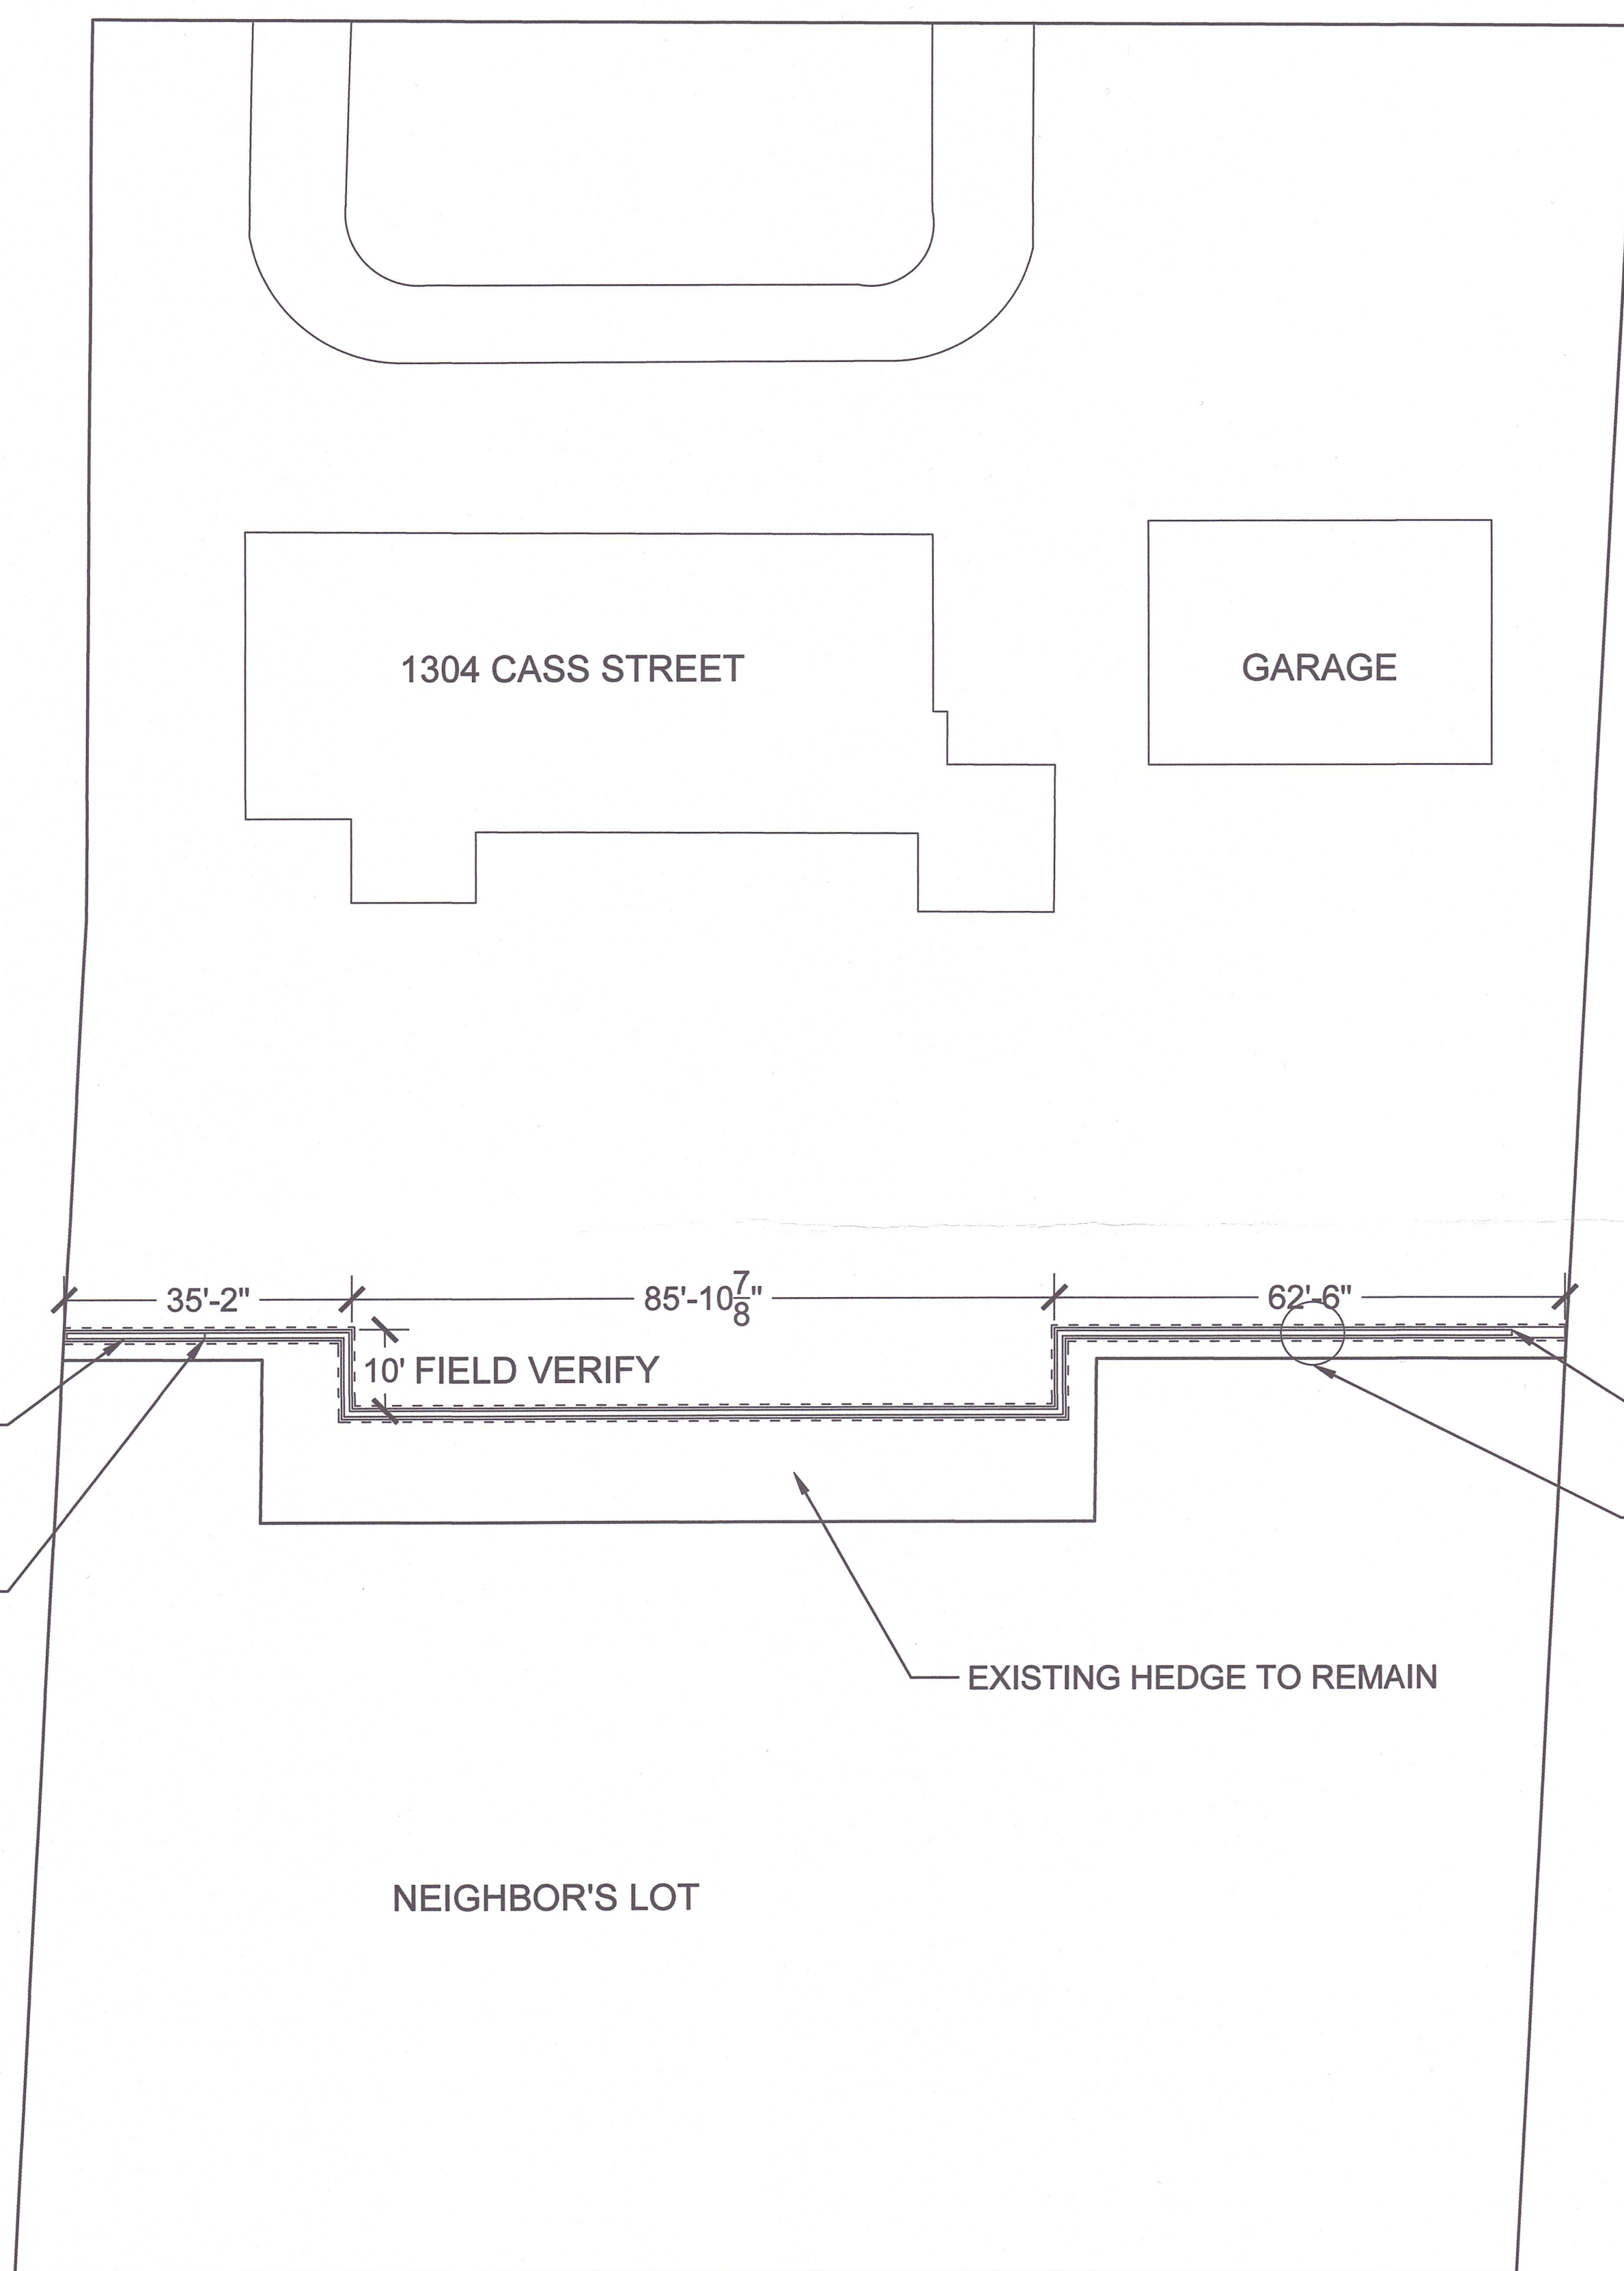 1304 CASS STREET
GARAGE
35'-2"
85'-10 7/8"
62'-6"
10' FIELD VERIFY
EXISTING HEDGE TO REMAIN
NEIGHBOR'S LOT